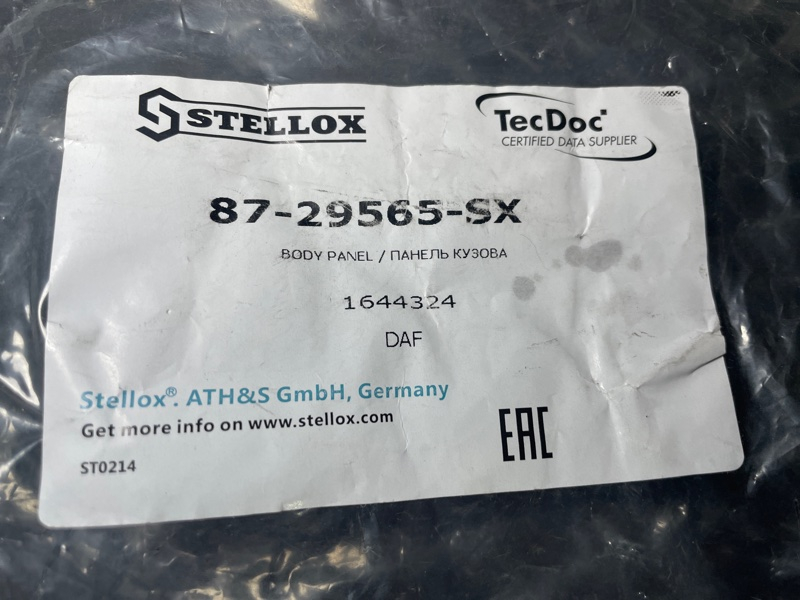 STELLOX
TecDoc
CERTIFIED DATA SUPPLIER
87-29565-SX
BODY PANEL / ПАНЕЛЬ КУЗОВА
1644324
DAF
Stellox®. ATH&S GmbH, Germany
Get more info on www.stellox.com
EAC
ST0214